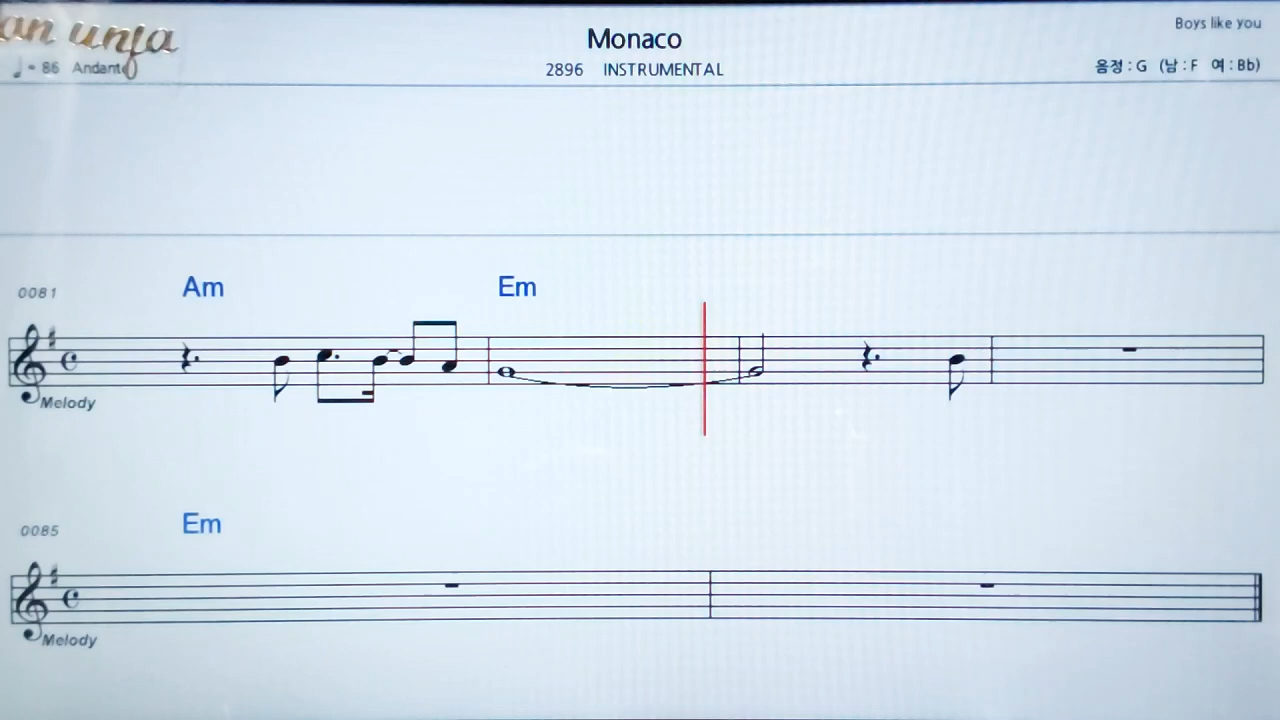 an unja
Monaco
Boys like you
♩ = 86 Andante
2896 INSTRUMENTAL
음정 : G (남 : F 여 : Bb)
0081
Am
Em
Melody
0085
Em
Melody